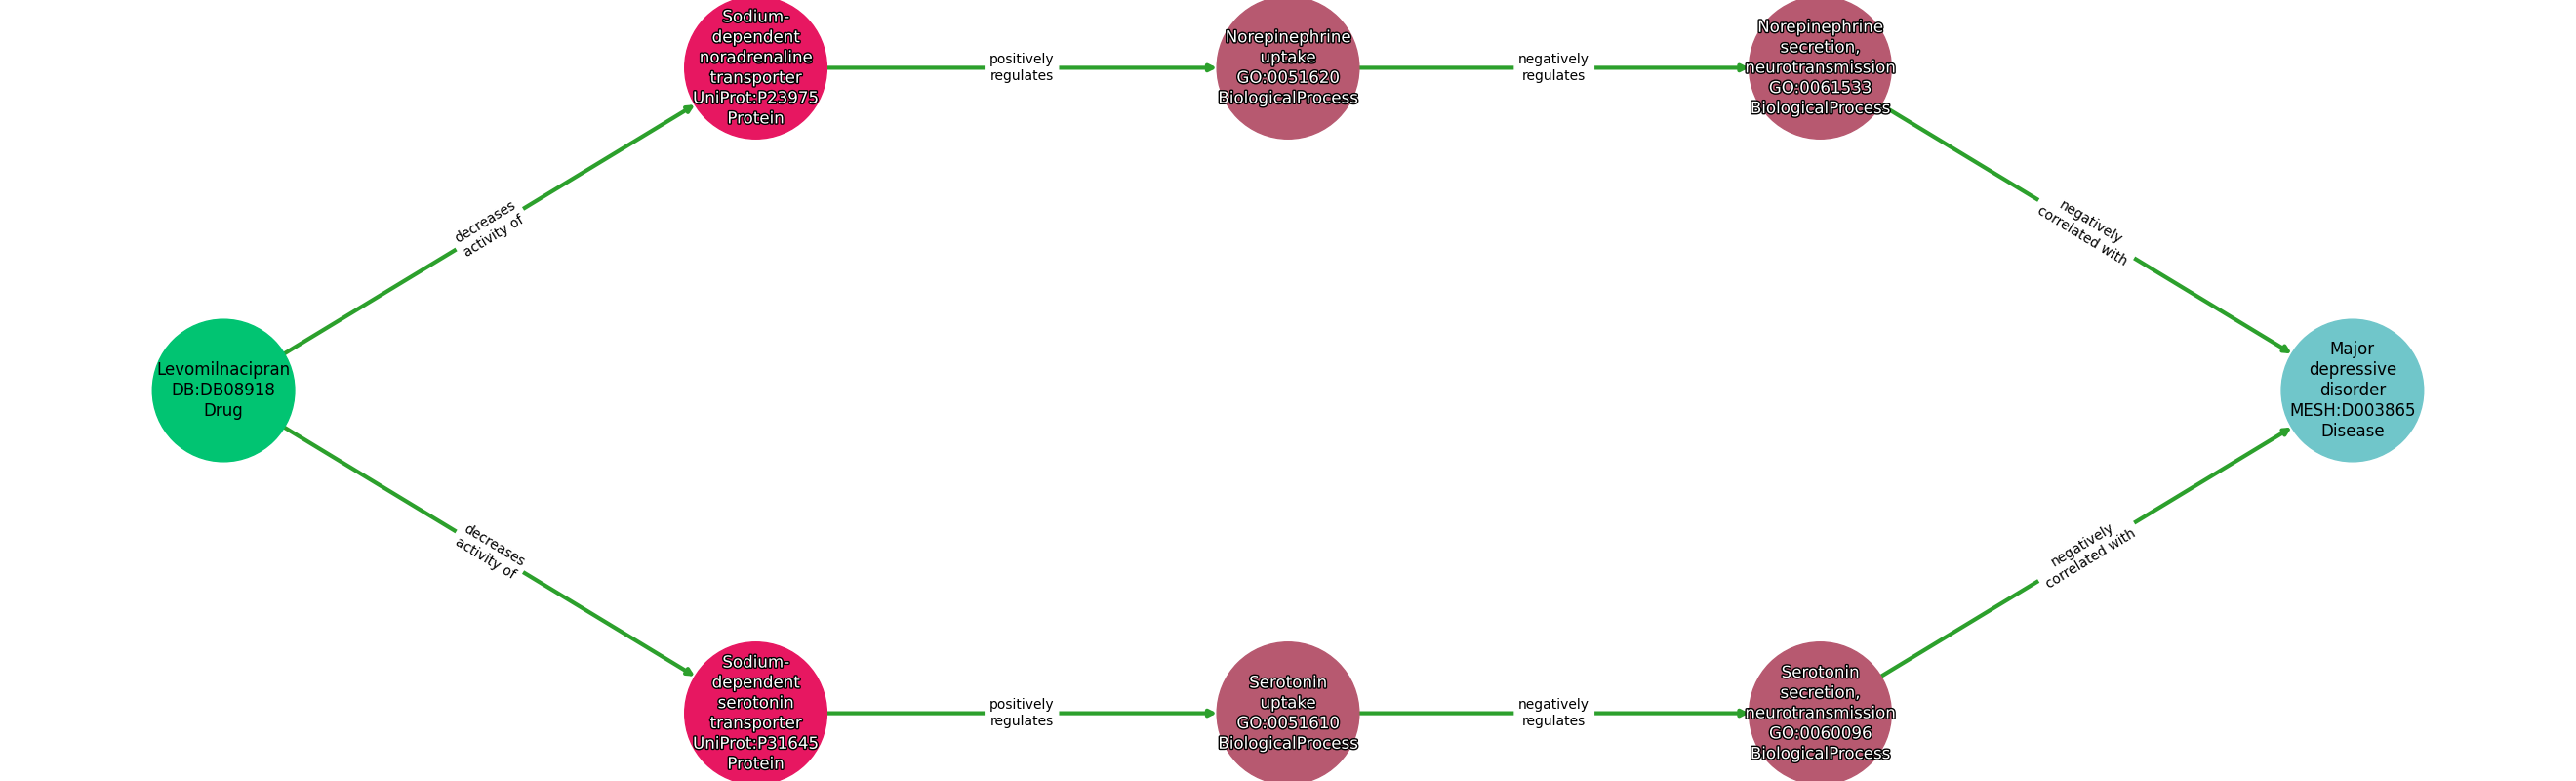 Sodium-
dependent
noradrenaline
transporter
UniProt:P23975
Protein
positively
regulates
Norepinephrine
uptake
GO:0051620
BiologicalProcess
negatively
regulates
Norepinephrine
secretion,
neurotransmission
GO:0061533
BiologicalProcess
decreases
activity of
negatively
correlated with
Levomilnacipran
DB:DB08918
Drug
Major
depressive
disorder
MESH:D003865
Disease
decreases
activity of
negatively
correlated with
Sodium-
dependent
serotonin
transporter
UniProt:P31645
Protein
positively
regulates
Serotonin
uptake
GO:0051610
BiologicalProcess
negatively
regulates
Serotonin
secretion,
neurotransmission
GO:0060096
BiologicalProcess